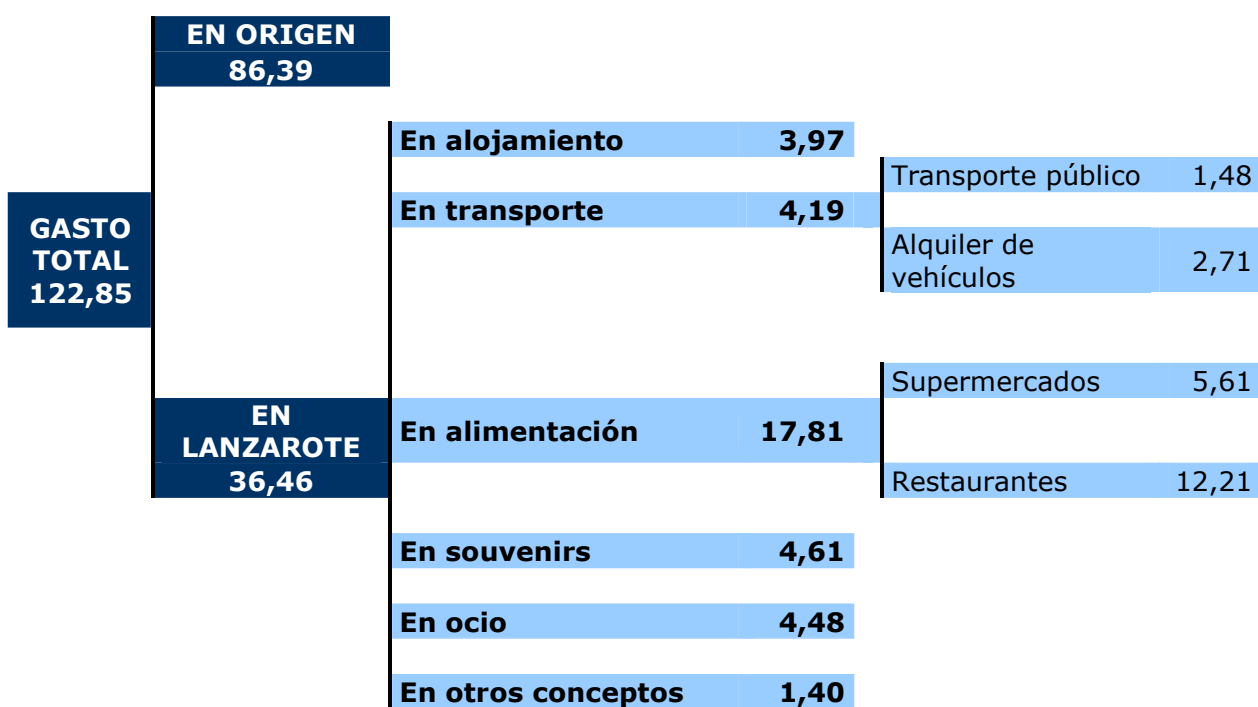 EN ORIGEN
86,39
En alojamiento 3,97
Transporte público 1,48
En transporte 4,19
GASTO
TOTAL
122,85
Alquiler de
vehículos 2,71
Supermercados 5,61
EN
LANZAROTE
36,46
En alimentación 17,81
Restaurantes 12,21
En souvenirs 4,61
En ocio 4,48
En otros conceptos 1,40